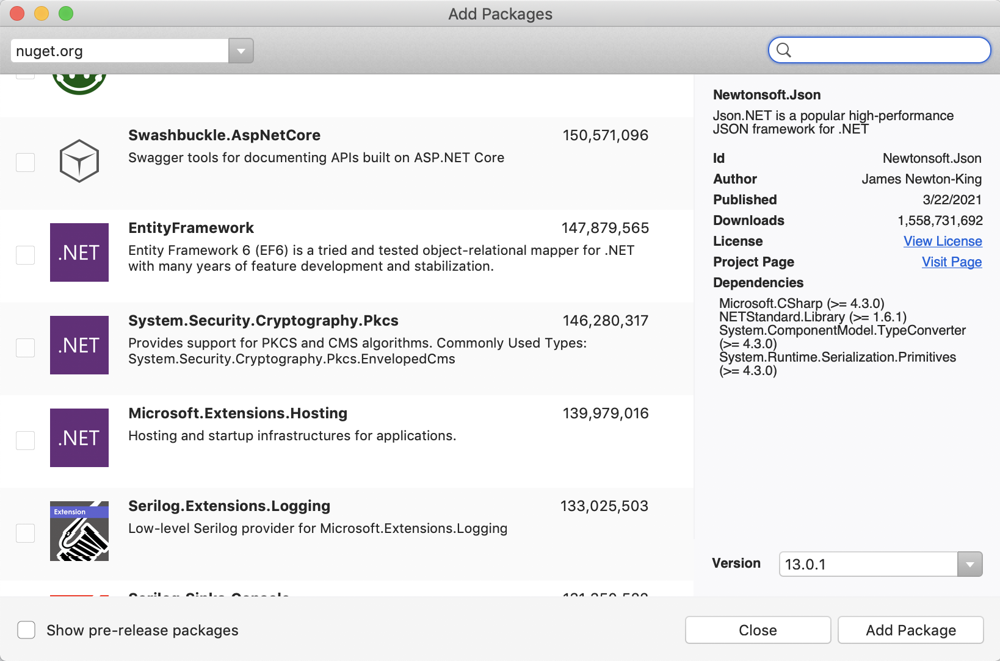 Add Packages
nuget.org
Swashbuckle.AspNetCore 150,571,096
Swagger tools for documenting APIs built on ASP.NET Core
.NET
EntityFramework 147,879,565
Entity Framework 6 (EF6) is a tried and tested object-relational mapper for .NET
with many years of feature development and stabilization.
.NET
System.Security.Cryptography.Pkcs 146,280,317
Provides support for PKCS and CMS algorithms. Commonly Used Types:
System.Security.Cryptography.Pkcs.EnvelopedCms
.NET
Microsoft.Extensions.Hosting 139,979,016
Hosting and startup infrastructures for applications.
Extension
Serilog.Extensions.Logging 133,025,503
Low-level Serilog provider for Microsoft.Extensions.Logging
Serilog.Sinks.Console
Newtonsoft.Json
Json.NET is a popular high-performance
JSON framework for .NET
Id Newtonsoft.Json
Author James Newton-King
Published 3/22/2021
Downloads 1,558,731,692
License View License
Project Page Visit Page
Dependencies
Microsoft.CSharp (>= 4.3.0)
NETStandard.Library (>= 1.6.1)
System.ComponentModel.TypeConverter
(>= 4.3.0)
System.Runtime.Serialization.Primitives
(>= 4.3.0)
Version 13.0.1
Show pre-release packages
Close
Add Package